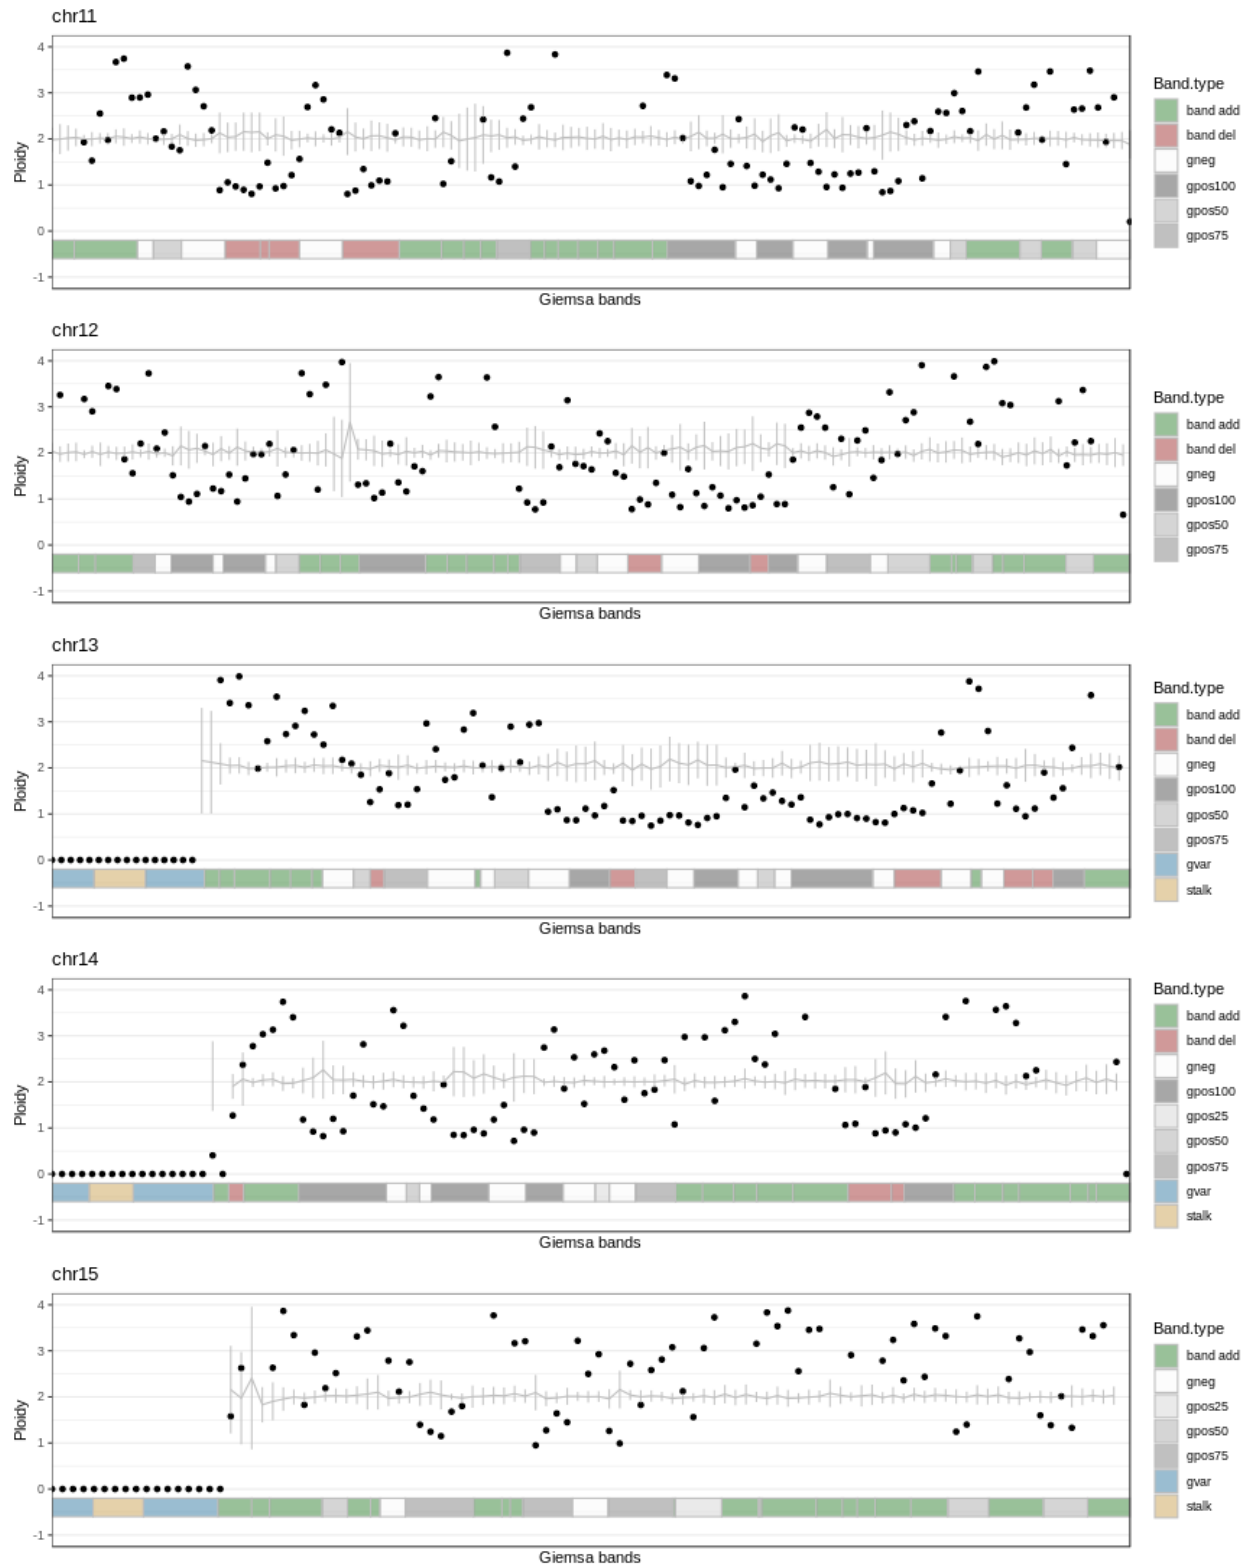 chr11
4
3
2
1
0
-1
Ploidy
Giemsa bands
Band.type
band add
band del
gneg
gpos100
gpos50
gpos75
chr12
4
3
2
1
0
-1
Ploidy
Giemsa bands
Band.type
band add
band del
gneg
gpos100
gpos50
gpos75
chr13
4
3
2
1
0
-1
Ploidy
Giemsa bands
Band.type
band add
band del
gneg
gpos100
gpos50
gpos75
gvar
stalk
chr14
4
3
2
1
0
-1
Ploidy
Giemsa bands
Band.type
band add
band del
gneg
gpos100
gpos25
gpos50
gpos75
gvar
stalk
chr15
4
3
2
1
0
-1
Ploidy
Giemsa bands
Band.type
band add
gneg
gpos25
gpos50
gpos75
gvar
stalk